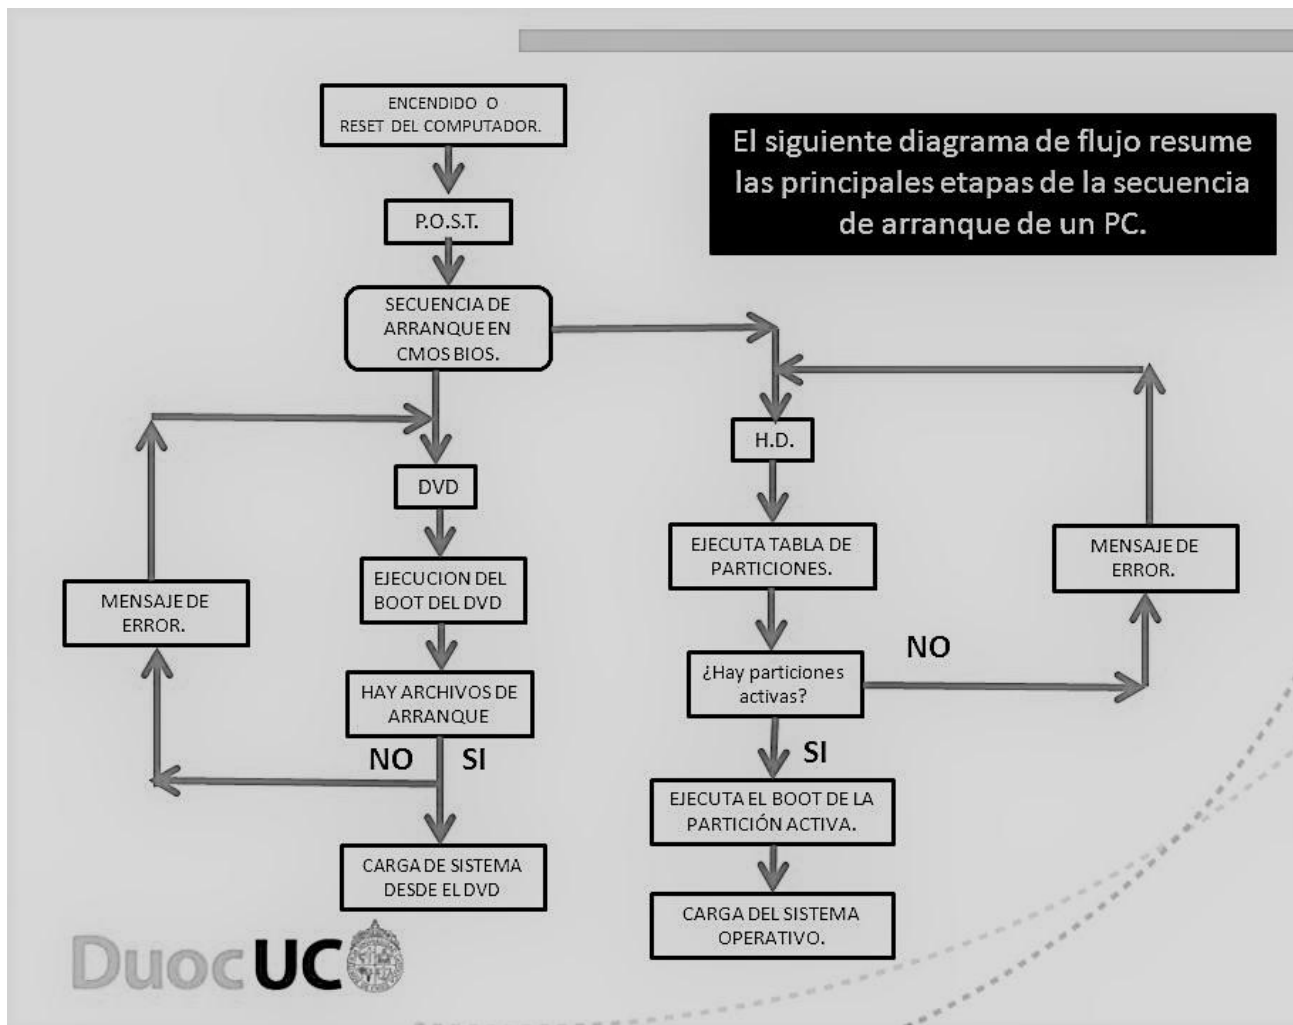 ENCENDIDO O
RESET DEL COMPUTADOR.
El siguiente diagrama de flujo resume
las principales etapas de la secuencia
de arranque de un PC.
P.O.S.T.
SECUENCIA DE
ARRANQUE EN
CMOS BIOS.
DVD
EJECUCION DEL
BOOT DEL DVD
MENSAJE DE
ERROR.
HAY ARCHIVOS DE
ARRANQUE
NO SI
CARGA DE SISTEMA
DESDE EL DVD
H.D.
EJECUTA TABLA DE
PARTICIONES.
MENSAJE DE
ERROR.
¿Hay particiones
activas?
NO
SI
EJECUTA EL BOOT DE LA
PARTICIÓN ACTIVA.
CARGA DEL SISTEMA
OPERATIVO.
DuocUC